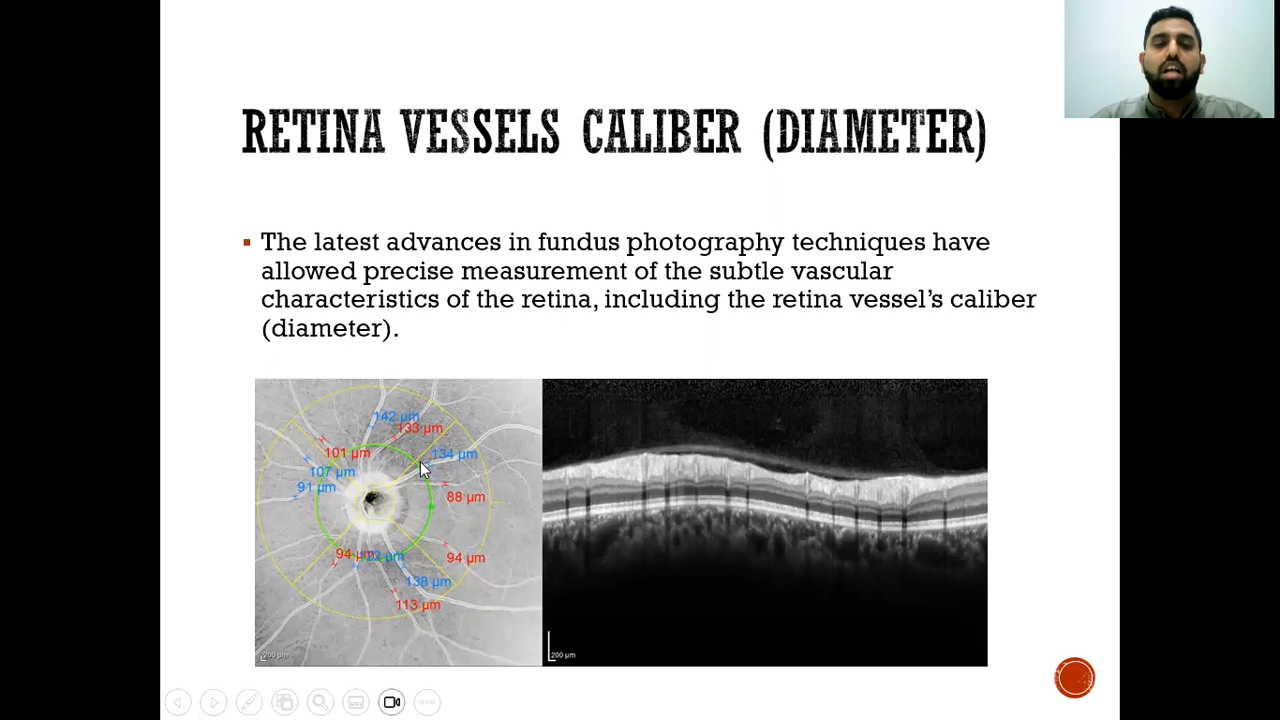 RETINA VESSELS CALIBER (DIAMETER)
▪ The latest advances in fundus photography techniques have
allowed precise measurement of the subtle vascular
characteristics of the retina, including the retina vessel’s caliber
(diameter).
142 µm
133 µm
101 µm
134 µm
107 µm
91 µm
88 µm
94 µm
122 µm
94 µm
138 µm
113 µm
200 µm
200 µm